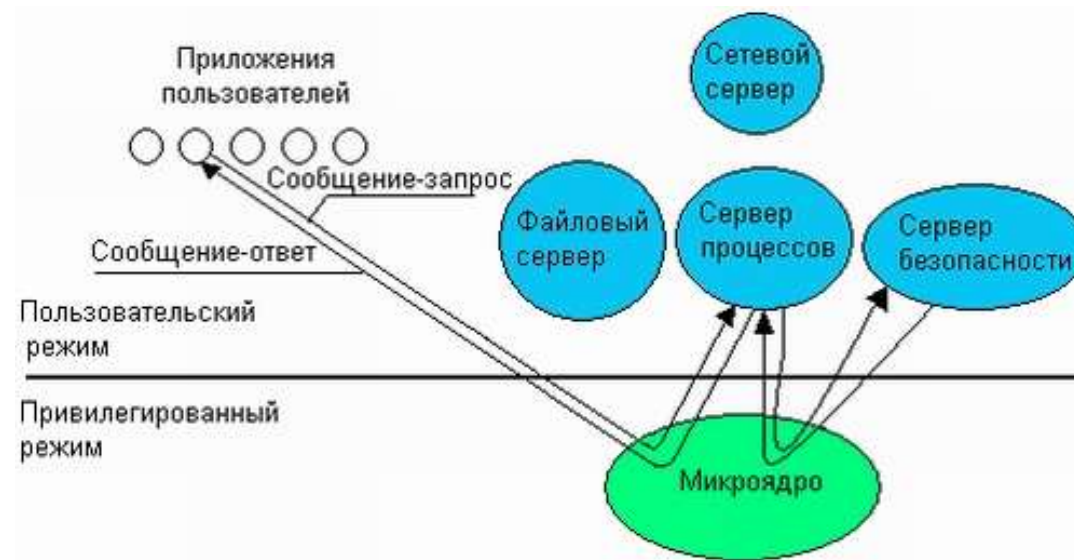 Приложения
пользователей
Сообщение-запрос
Сообщение-ответ
Сетевой
сервер
Файловый
сервер
Сервер
процессов
Сервер
безопасности
Пользовательский
режим
Привилегированный
режим
Микроядро